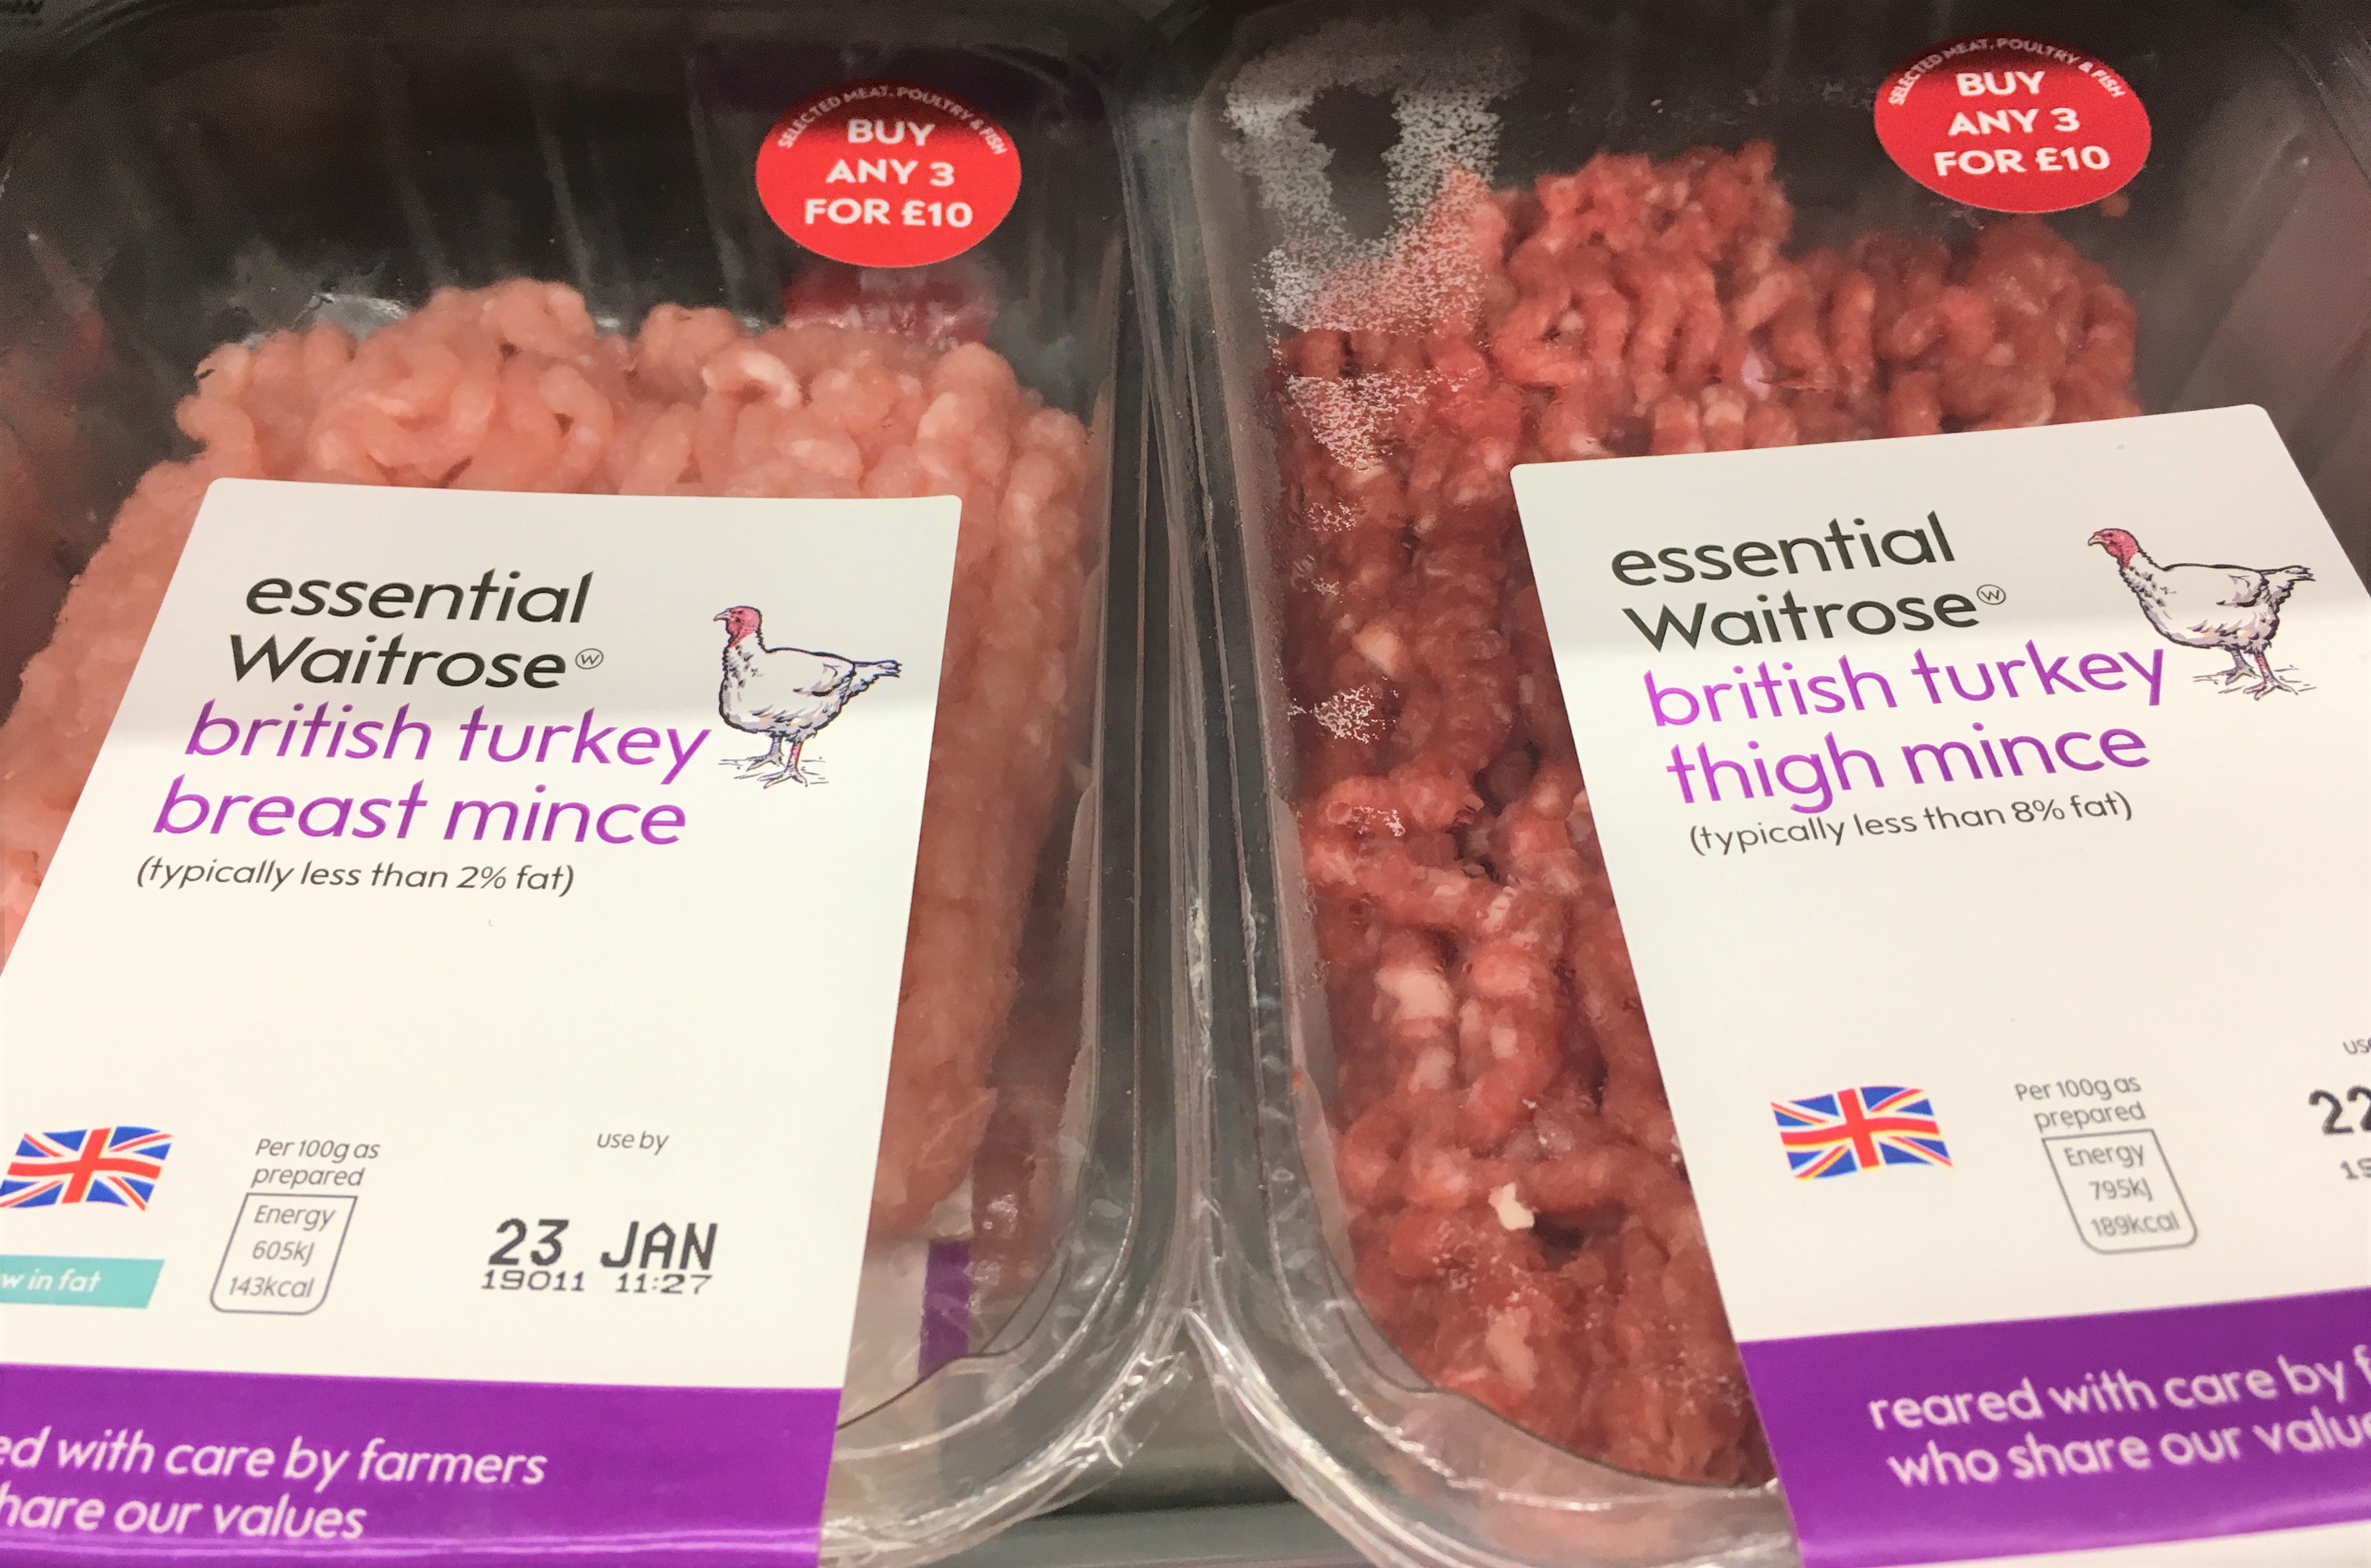 SELECTED MEAT, POULTRY & FISH
BUY
ANY 3
FOR £10
essential
Waitrose
british turkey
breast mince
(typically less than 2% fat)
Per 100g as
prepared
Energy
605kJ
143kcal
use by
23 JAN
19011 11:27
w in fat
ed with care by farmers
hare our values
SELECTED MEAT, POULTRY & FISH
BUY
ANY 3
FOR £10
essential
Waitrose
british turkey
thigh mince
(typically less than 8% fat)
Per 100g as
prepared
Energy
795kJ
189kcal
us
22
19
reared with care by f
who share our valu